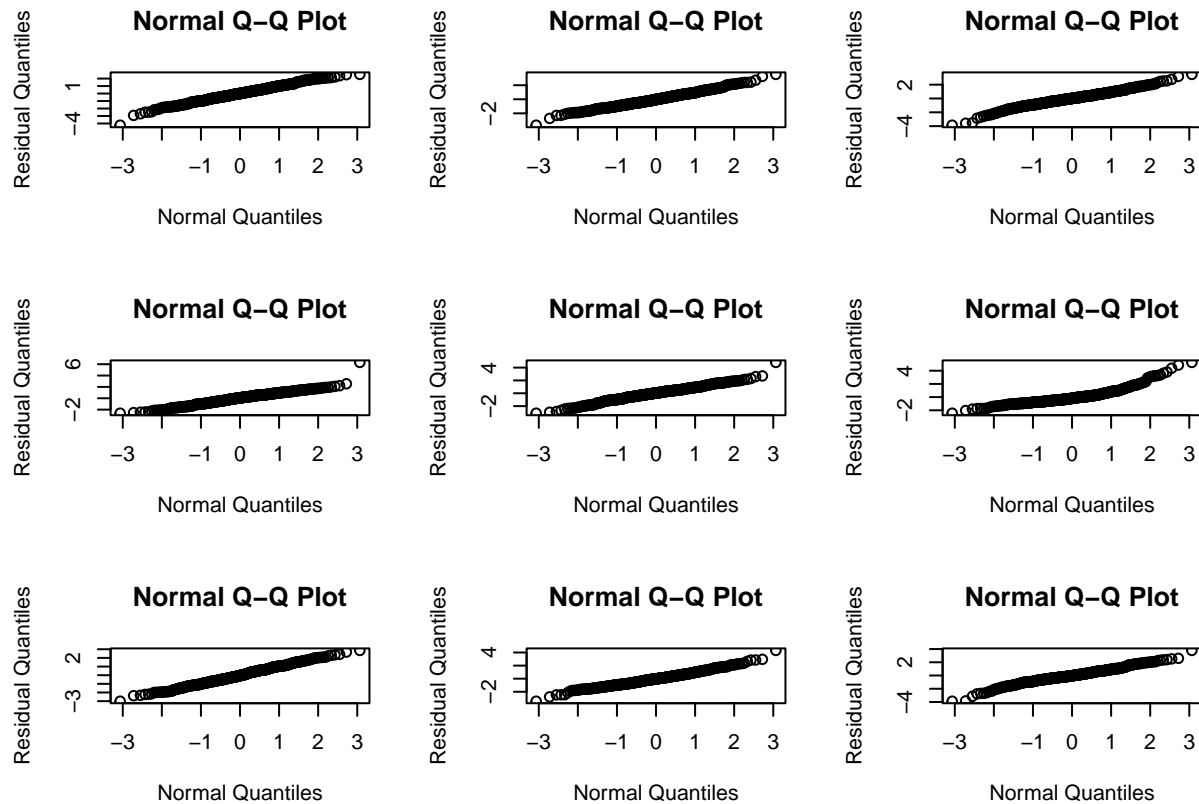 Normal Q−Q Plot
Residual Quantiles
1
−4
−3 −1 0 1 2 3
Normal Quantiles
Normal Q−Q Plot
Residual Quantiles
−2
−3 −1 0 1 2 3
Normal Quantiles
Normal Q−Q Plot
Residual Quantiles
2
−4
−3 −1 0 1 2 3
Normal Quantiles
Normal Q−Q Plot
Residual Quantiles
6
−2
−3 −1 0 1 2 3
Normal Quantiles
Normal Q−Q Plot
Residual Quantiles
4
−2
−3 −1 0 1 2 3
Normal Quantiles
Normal Q−Q Plot
Residual Quantiles
4
−2
−3 −1 0 1 2 3
Normal Quantiles
Normal Q−Q Plot
Residual Quantiles
2
−3
−3 −1 0 1 2 3
Normal Quantiles
Normal Q−Q Plot
Residual Quantiles
4
−2
−3 −1 0 1 2 3
Normal Quantiles
Normal Q−Q Plot
Residual Quantiles
2
−4
−3 −1 0 1 2 3
Normal Quantiles